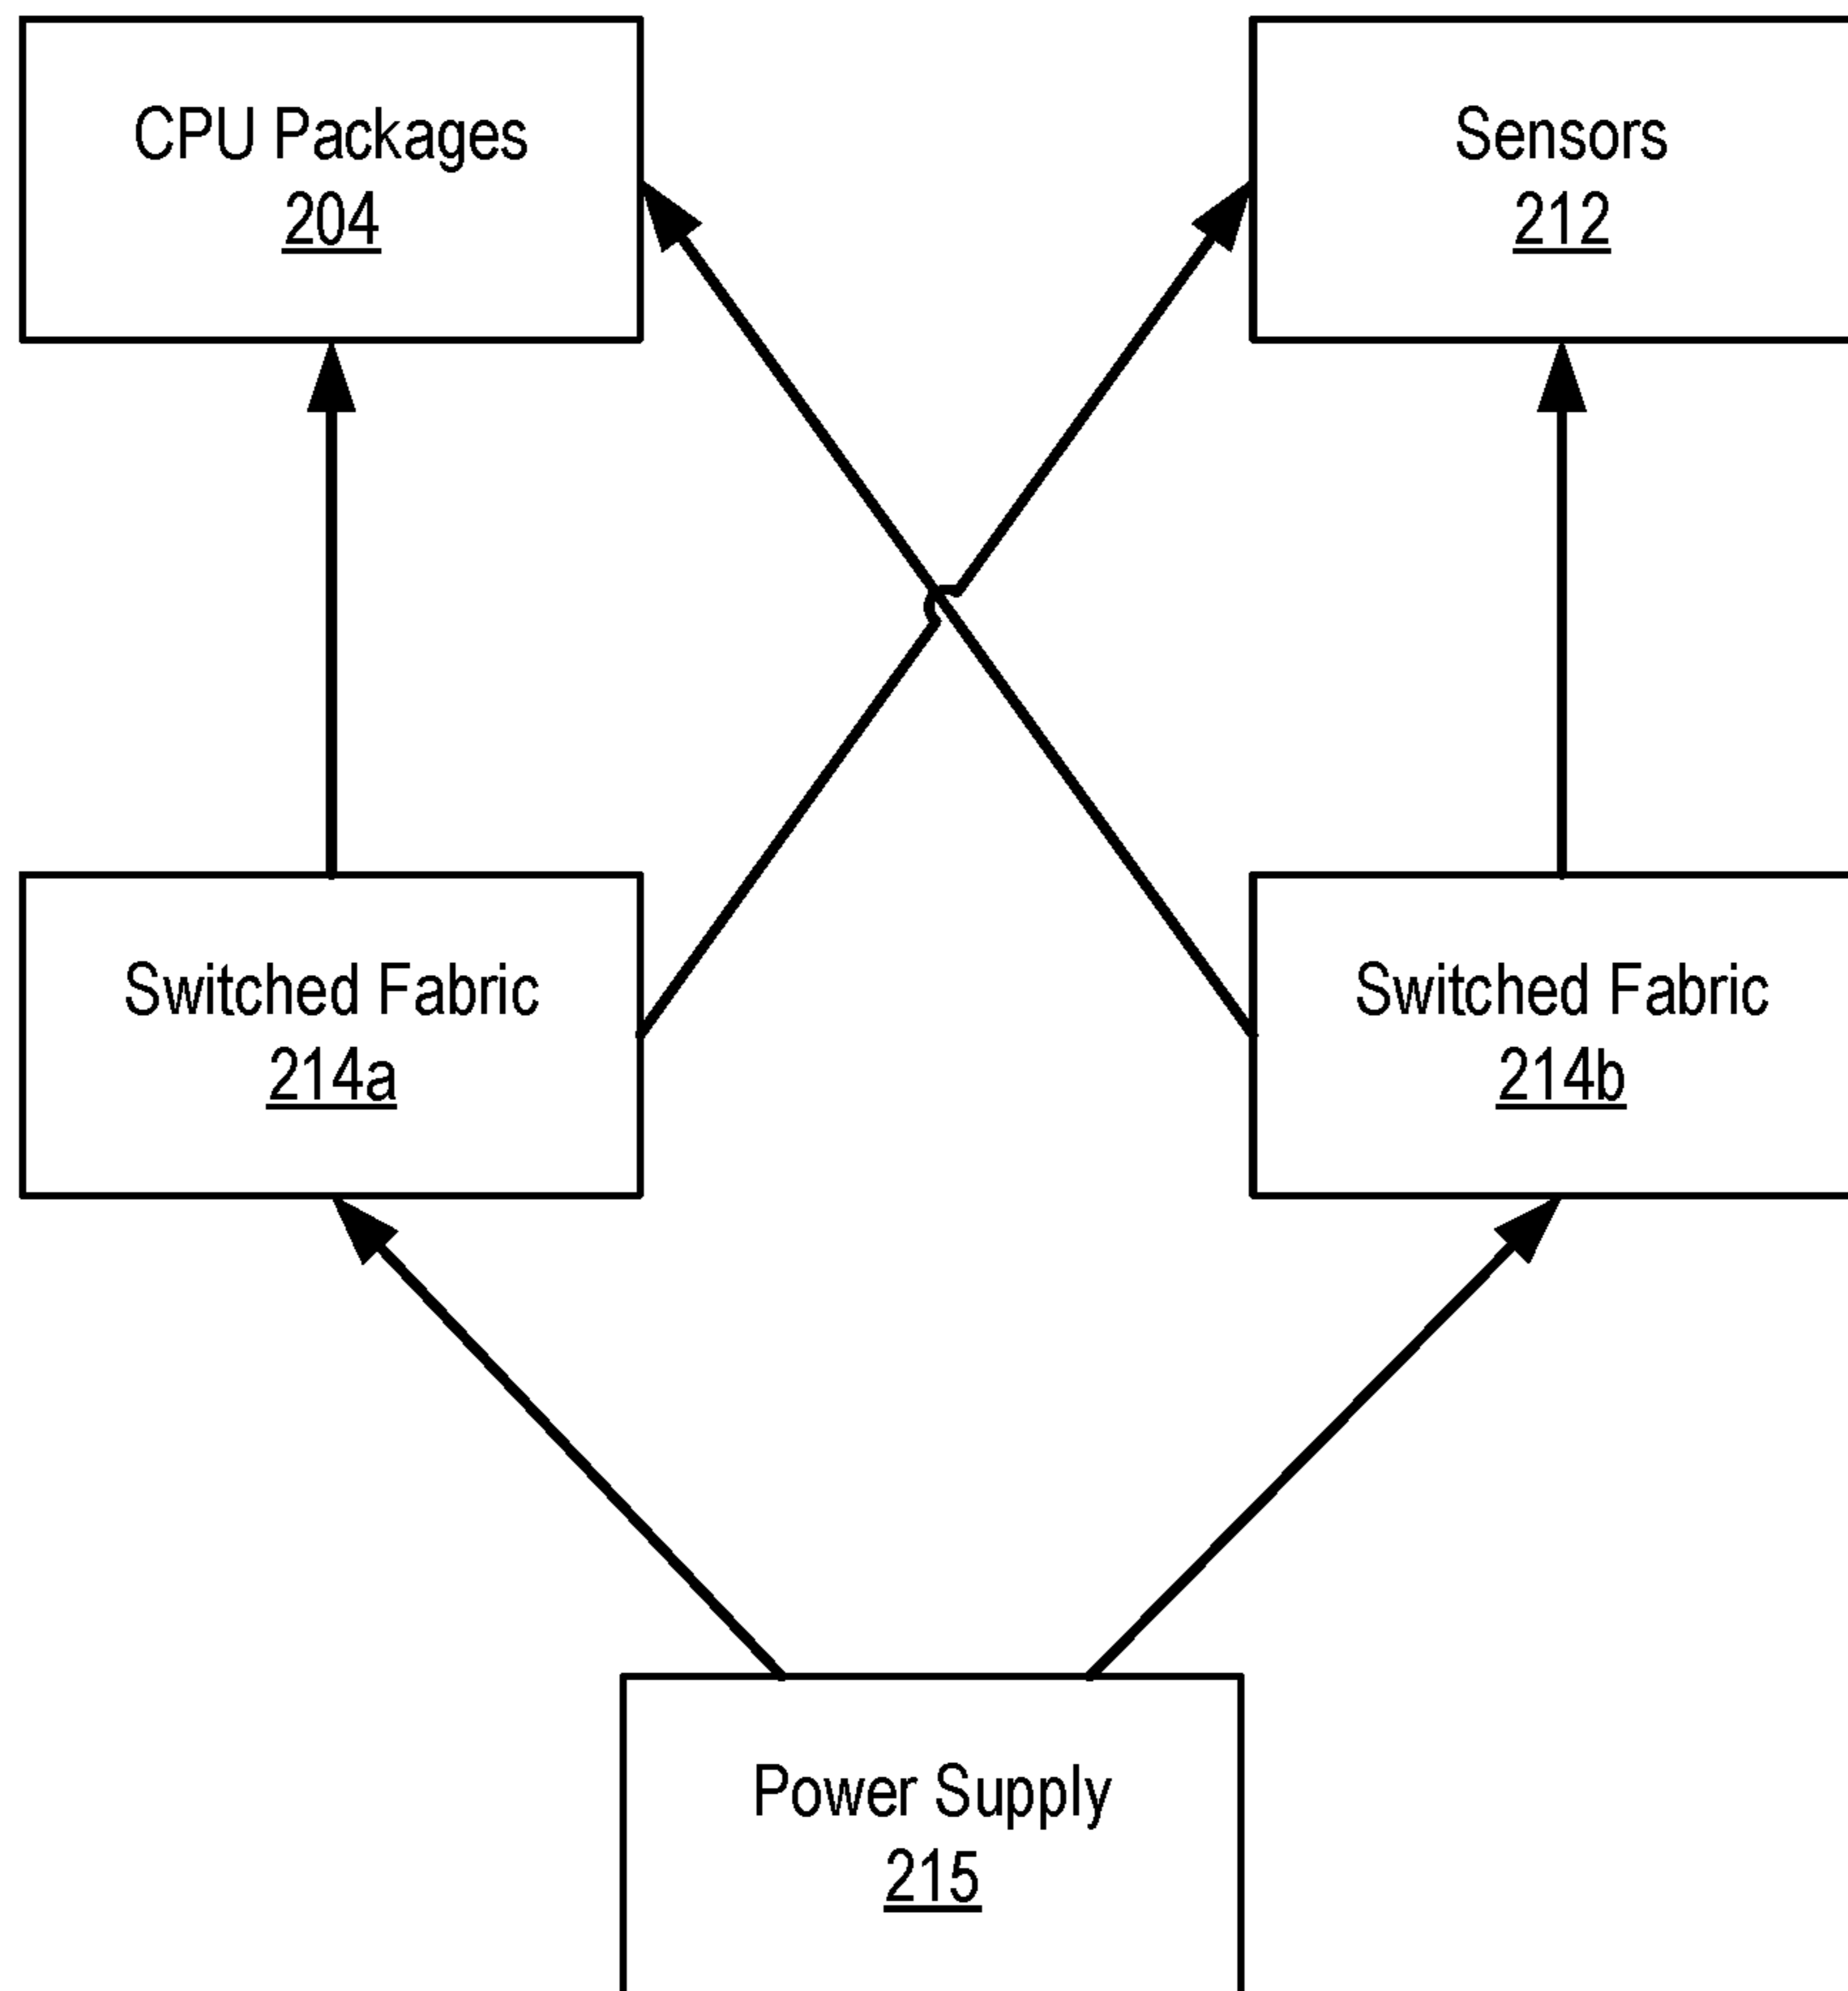 CPU Packages
204
Sensors
212
Switched Fabric
214a
Switched Fabric
214b
Power Supply
215